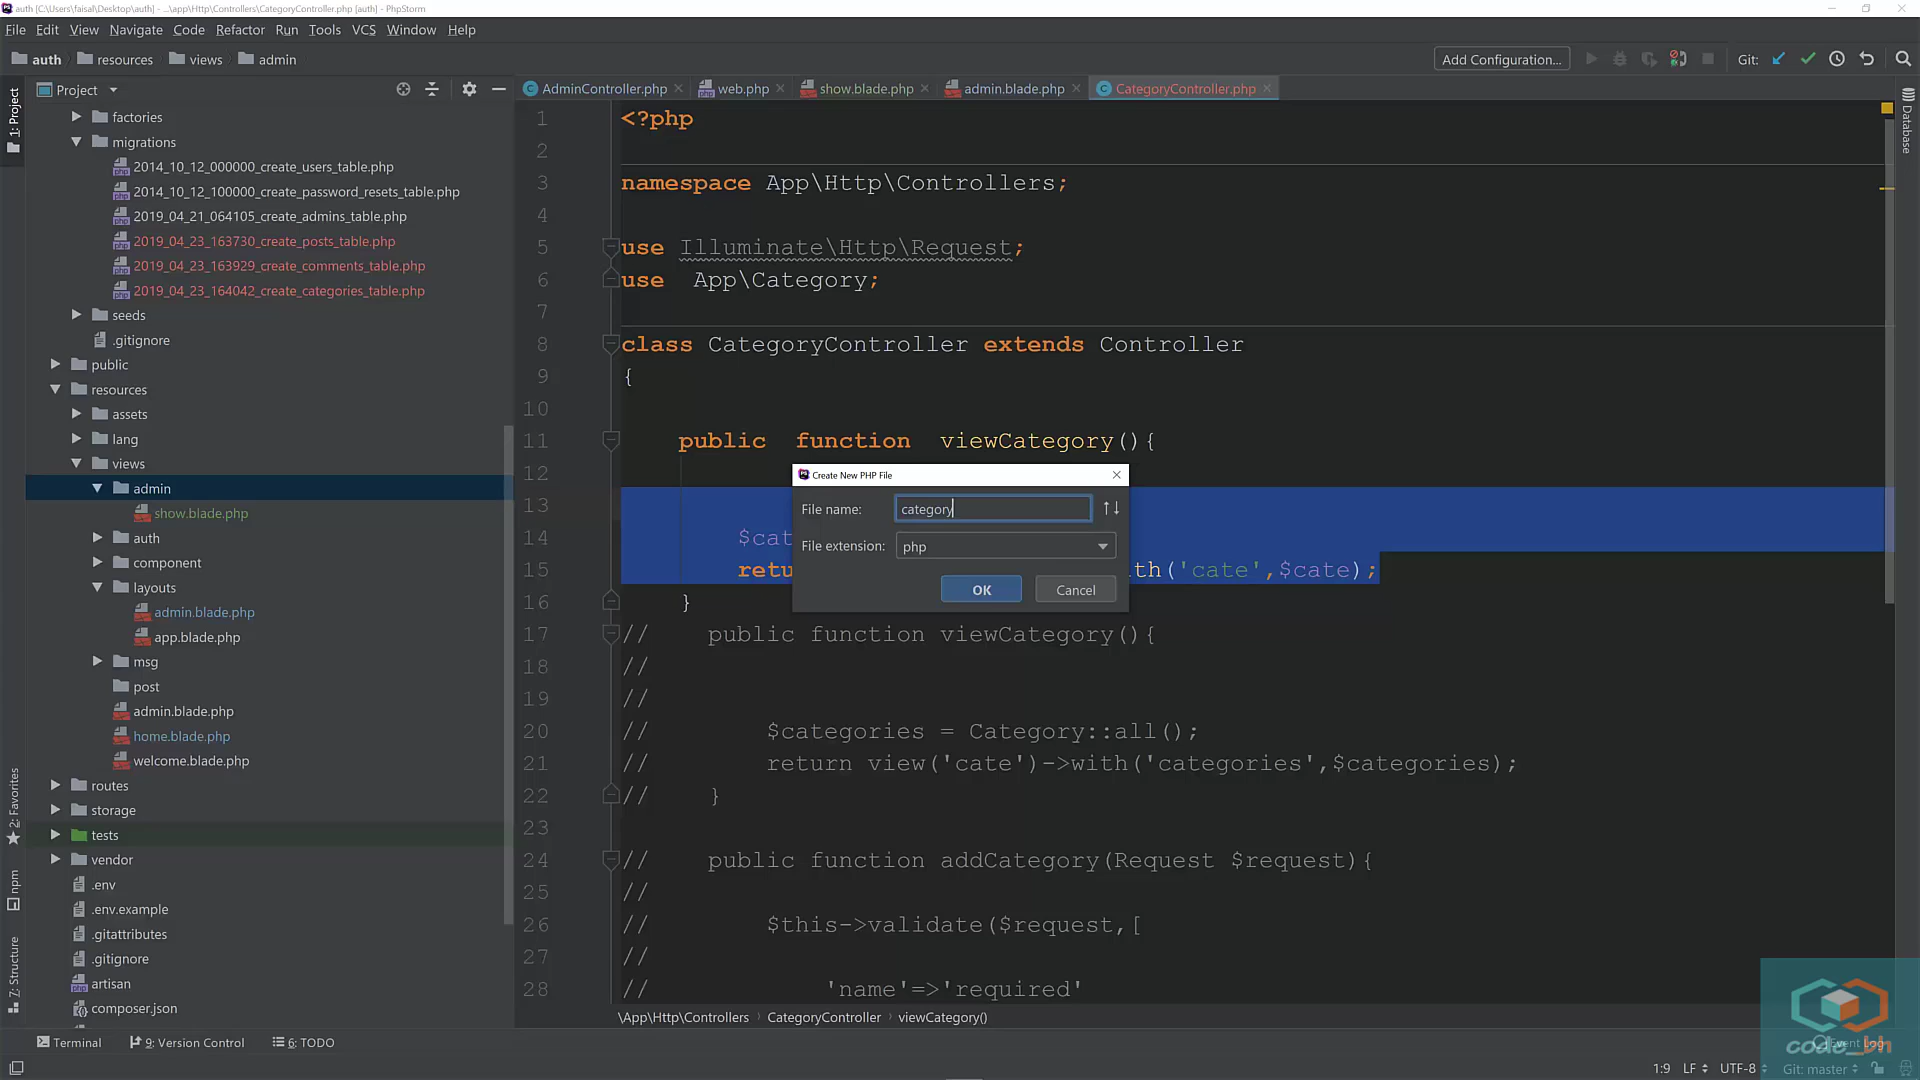 auth [C:\Users\faisal\Desktop\auth] - ...\app\Http\Controllers\CategoryController.php [auth] - PhpStorm
File Edit View Navigate Code Refactor Run Tools VCS Window Help
auth resources views admin
Add Configuration... Git:
Project
AdminController.php web.php show.blade.php admin.blade.php CategoryController.php
1: Project
2: Favorites
npm
7: Structure
Database
factories
migrations
2014_10_12_000000_create_users_table.php
2014_10_12_100000_create_password_resets_table.php
2019_04_21_064105_create_admins_table.php
2019_04_23_163730_create_posts_table.php
2019_04_23_163929_create_comments_table.php
2019_04_23_164042_create_categories_table.php
seeds
.gitignore
public
resources
assets
lang
views
admin
show.blade.php
auth
component
layouts
admin.blade.php
app.blade.php
msg
post
admin.blade.php
home.blade.php
welcome.blade.php
routes
storage
tests
vendor
.env
.env.example
.gitattributes
.gitignore
artisan
composer.json
1 <?php
2
3 namespace App\Http\Controllers;
4
5 use Illuminate\Http\Request;
6 use App\Category;
7
8 class CategoryController extends Controller
9 {
10
11 public function viewCategory(){
12
13
14 $cat
15 retu th('cate',$cate);
16 }
17 // public function viewCategory(){
18 //
19 //
20 // $categories = Category::all();
21 // return view('cate')->with('categories',$categories);
22 // }
23
24 // public function addCategory(Request $request){
25 //
26 // $this->validate($request,[
27 //
28 // 'name'=>'required'
Create New PHP File
File name: category
File extension: php
OK Cancel
\App\Http\Controllers CategoryController viewCategory()
Terminal 9: Version Control 6: TODO
Event Log
code_bh
1:9 LF UTF-8 Git: master